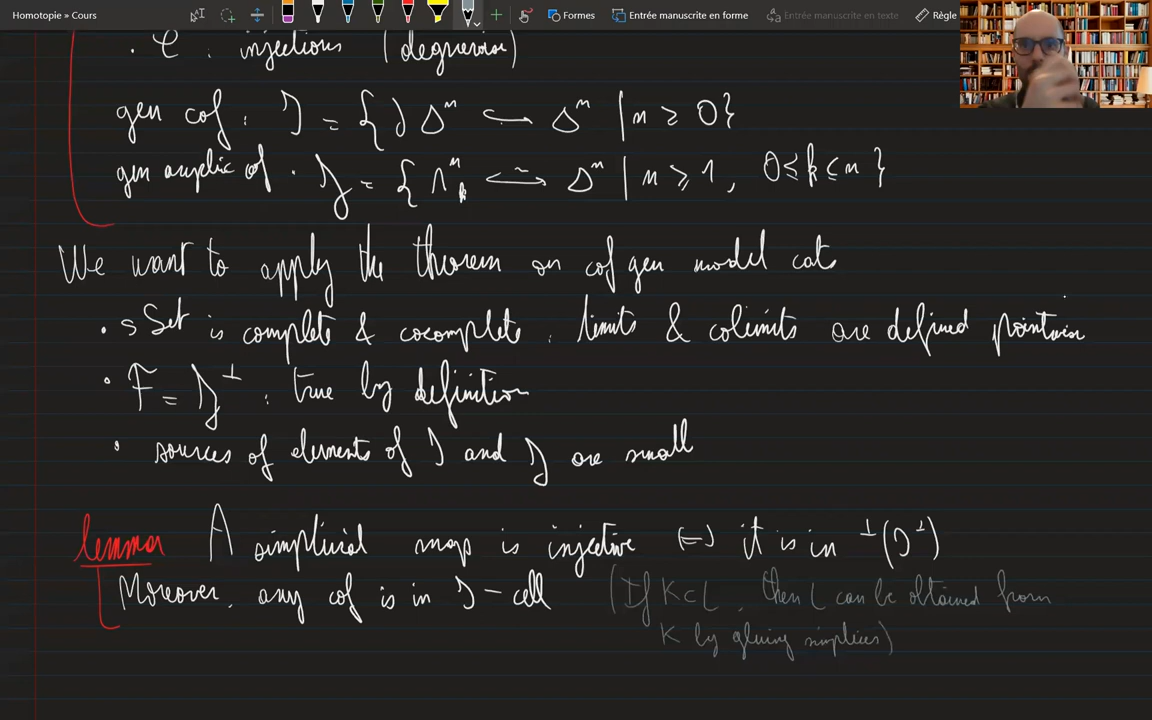 Homotopie » Cours
Formes
Entrée manuscrite en forme
Entrée manuscrite en texte
Règle
• C : injections (degreewise)
gen cof : I = { ∂Δⁿ ↪ Δⁿ | n ≥ 0 }
gen acyclic cof : J = { Λⁿₖ ↪ Δⁿ | n ≥ 1, 0 ≤ k ≤ n }
We want to apply the theorem on cof gen model cat
• sSet is complete & cocomplete : limits & colimits are defined pointwise
• F = J^⊥ : true by definition
• sources of elements of I and J are small
lemma A simplicial map is injective ⇔ it is in ^⊥(I^⊥)
Moreover, any cof is in I - cell (If K ⊂ L, then L can be obtained from
K by gluing simplices)